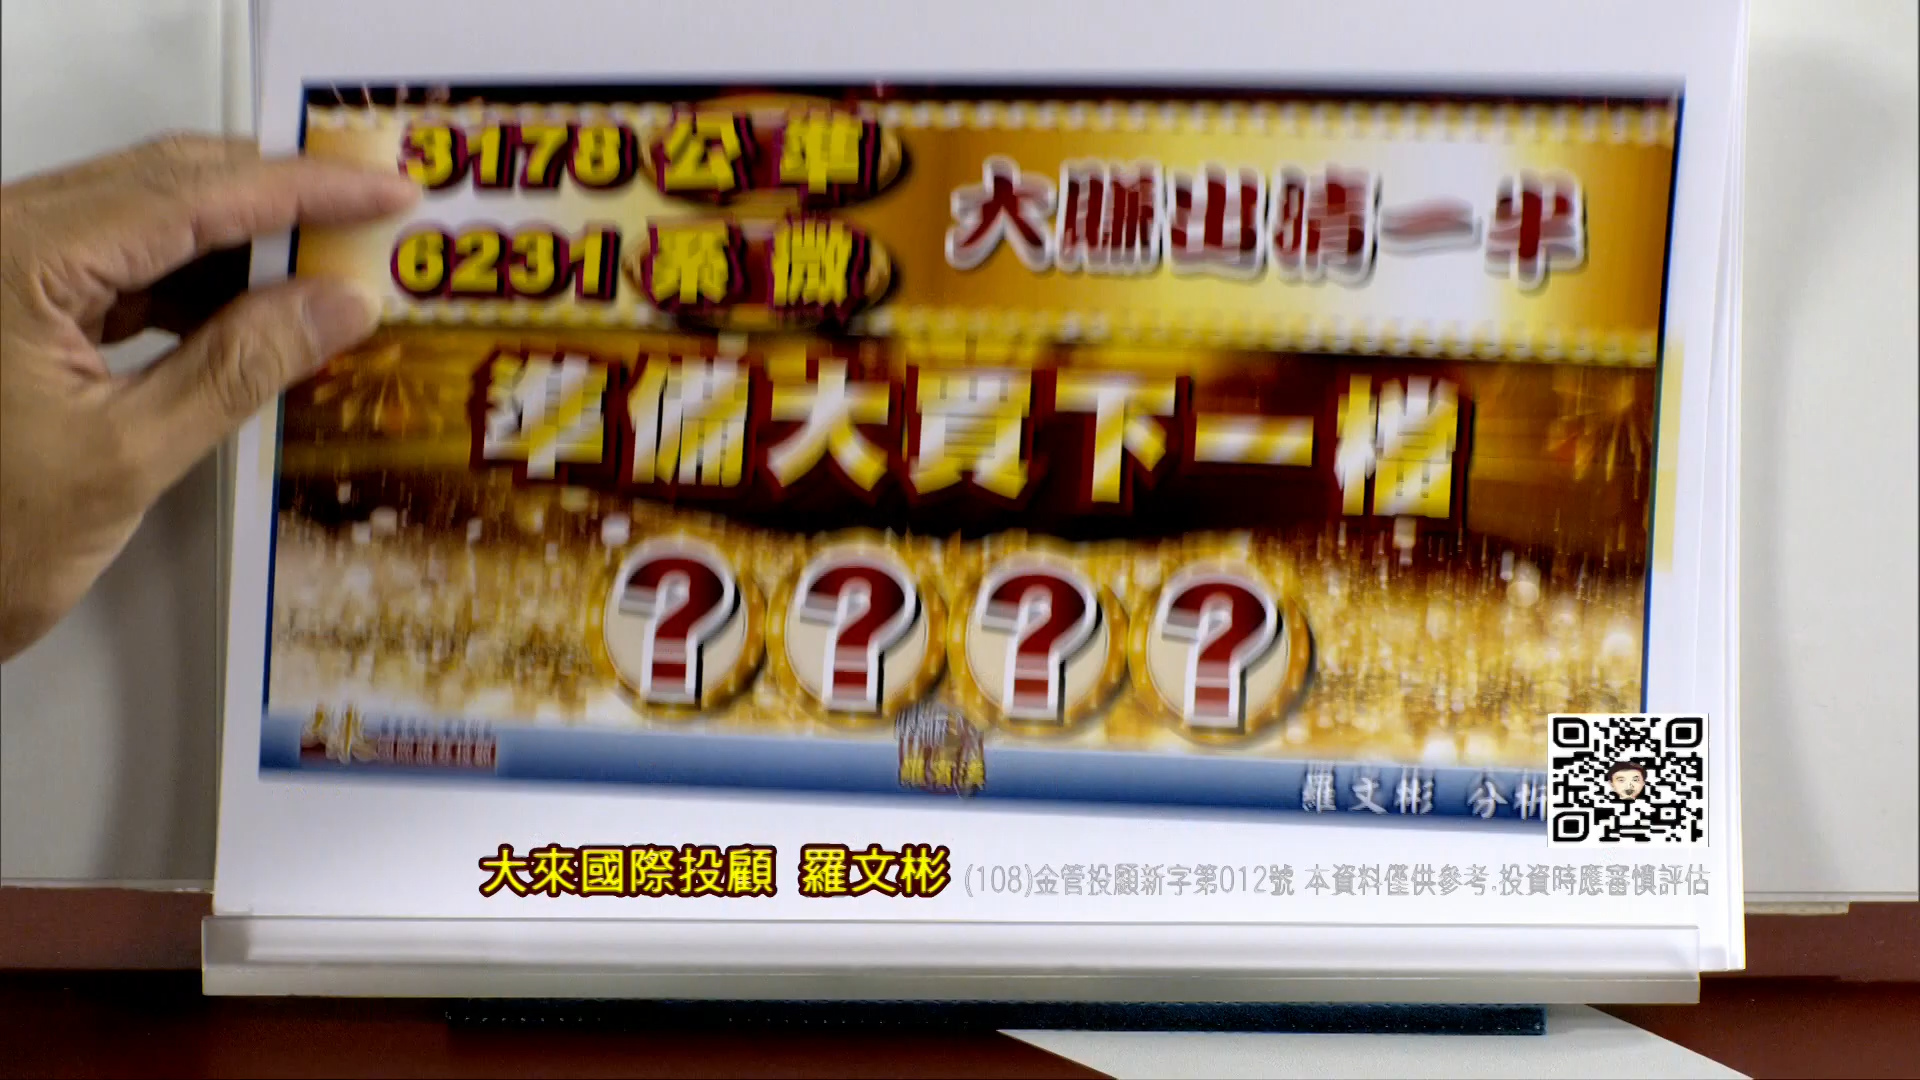 3178 公 準
6231 聚 微
大賺出清一半
準備大買下一檔
????
羅文彬 分析
大來國際投顧 羅文彬 (108)金管投顧新字第012號 本資料僅供參考.投資時應審慎評估